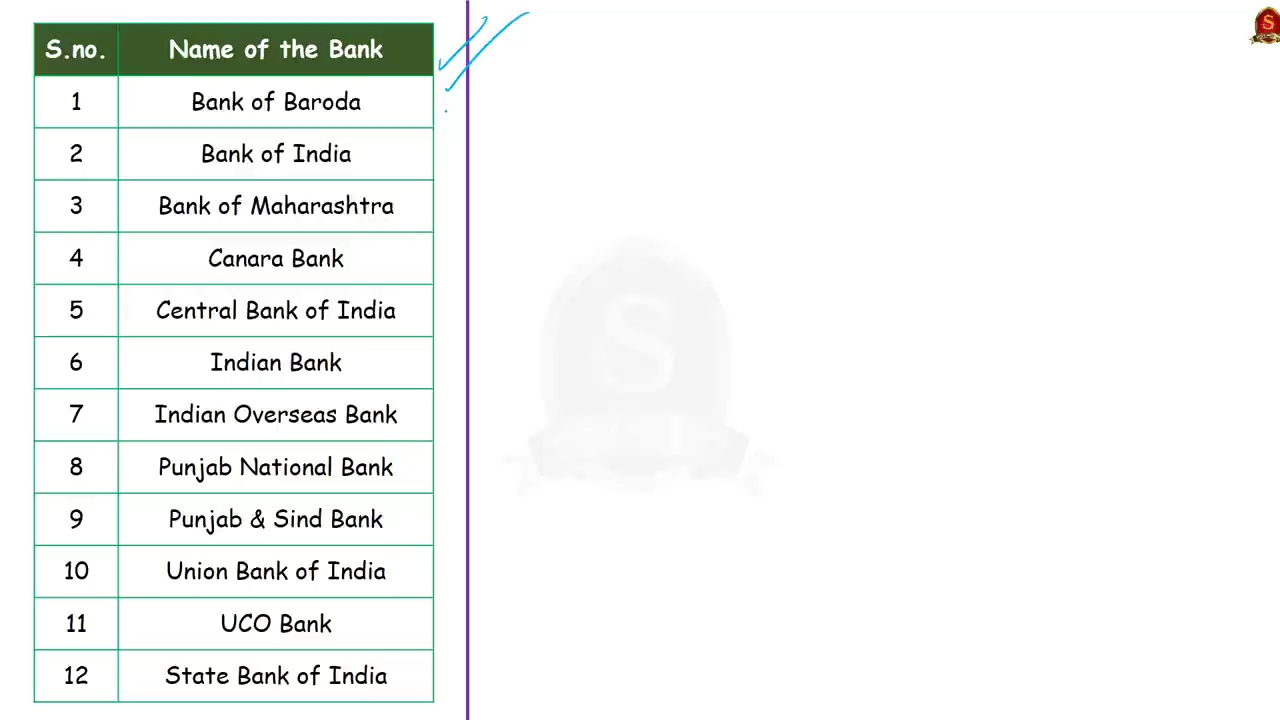 S.no. Name of the Bank
1 Bank of Baroda
2 Bank of India
3 Bank of Maharashtra
4 Canara Bank
5 Central Bank of India
6 Indian Bank
7 Indian Overseas Bank
8 Punjab National Bank
9 Punjab & Sind Bank
10 Union Bank of India
11 UCO Bank
12 State Bank of India
S
S